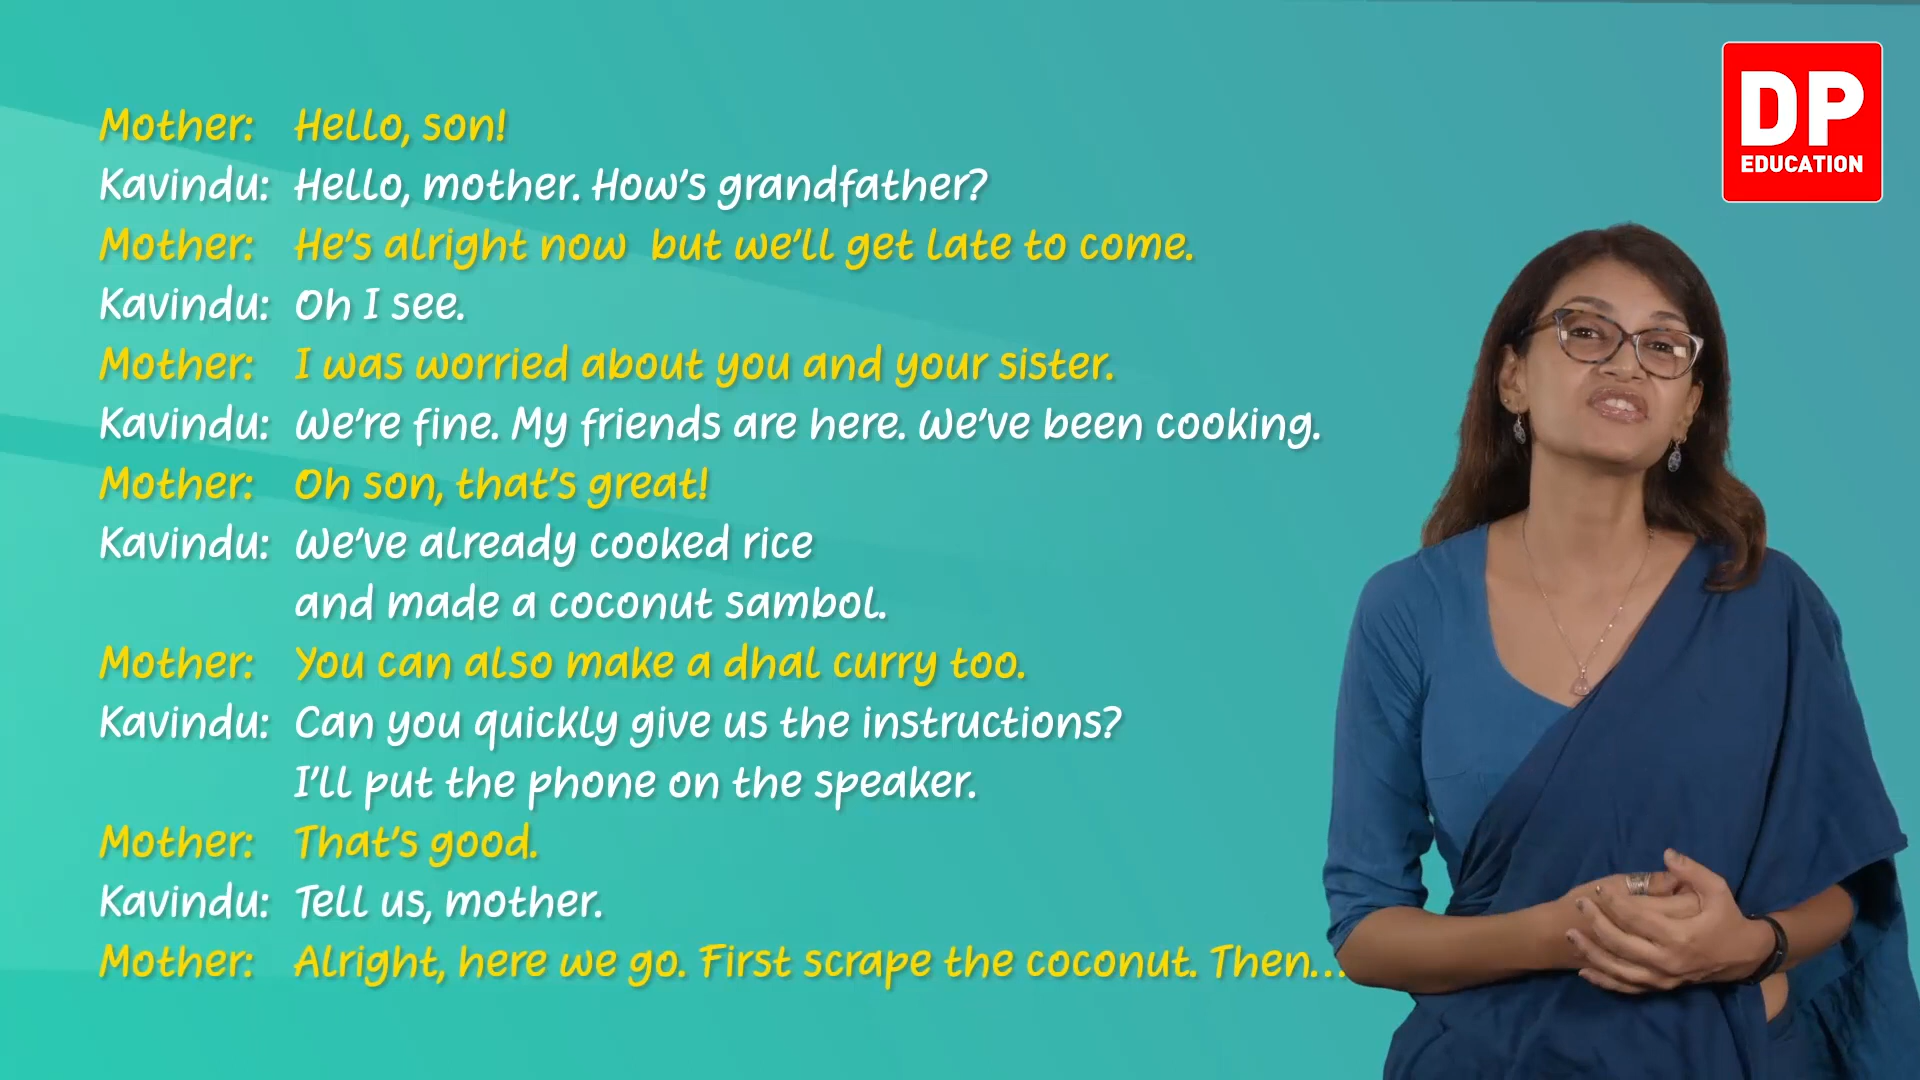 Mother: Hello, son!
Kavindu: Hello, mother. How's grandfather?
Mother: He's alright now  but we'll get late to come.
Kavindu: Oh I see.
Mother: I was worried about you and your sister.
Kavindu: We're fine. My friends are here. We've been cooking.
Mother: Oh son, that's great!
Kavindu: We've already cooked rice
and made a coconut sambol.
Mother: You can also make a dhal curry too.
Kavindu: Can you quickly give us the instructions?
I'll put the phone on the speaker.
Mother: That's good.
Kavindu: Tell us, mother.
Mother: Alright, here we go. First scrape the coconut. Then...
DP
EDUCATION